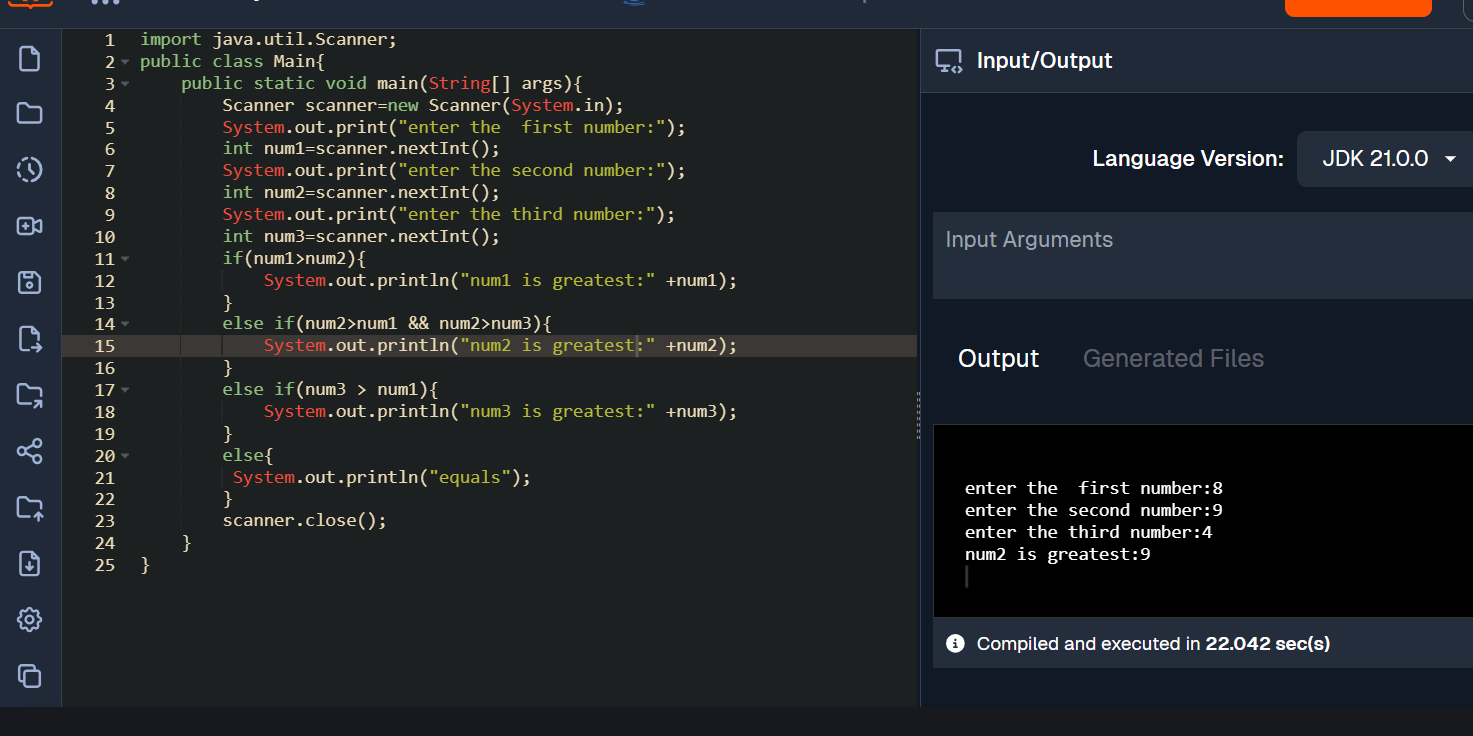 1 import java.util.Scanner;
2 public class Main{
3     public static void main(String[] args){
4         Scanner scanner=new Scanner(System.in);
5         System.out.print("enter the  first number:");
6         int num1=scanner.nextInt();
7         System.out.print("enter the second number:");
8         int num2=scanner.nextInt();
9         System.out.print("enter the third number:");
10         int num3=scanner.nextInt();
11         if(num1>num2){
12             System.out.println("num1 is greatest:" +num1);
13         }
14         else if(num2>num1 && num2>num3){
15             System.out.println("num2 is greatest:" +num2);
16         }
17         else if(num3 > num1){
18             System.out.println("num3 is greatest:" +num3);
19         }
20         else{
21          System.out.println("equals");
22         }
23         scanner.close();
24     }
25 }
Input/Output
Language Version: JDK 21.0.0
Input Arguments
Output Generated Files
enter the  first number:8
enter the second number:9
enter the third number:4
num2 is greatest:9
Compiled and executed in 22.042 sec(s)